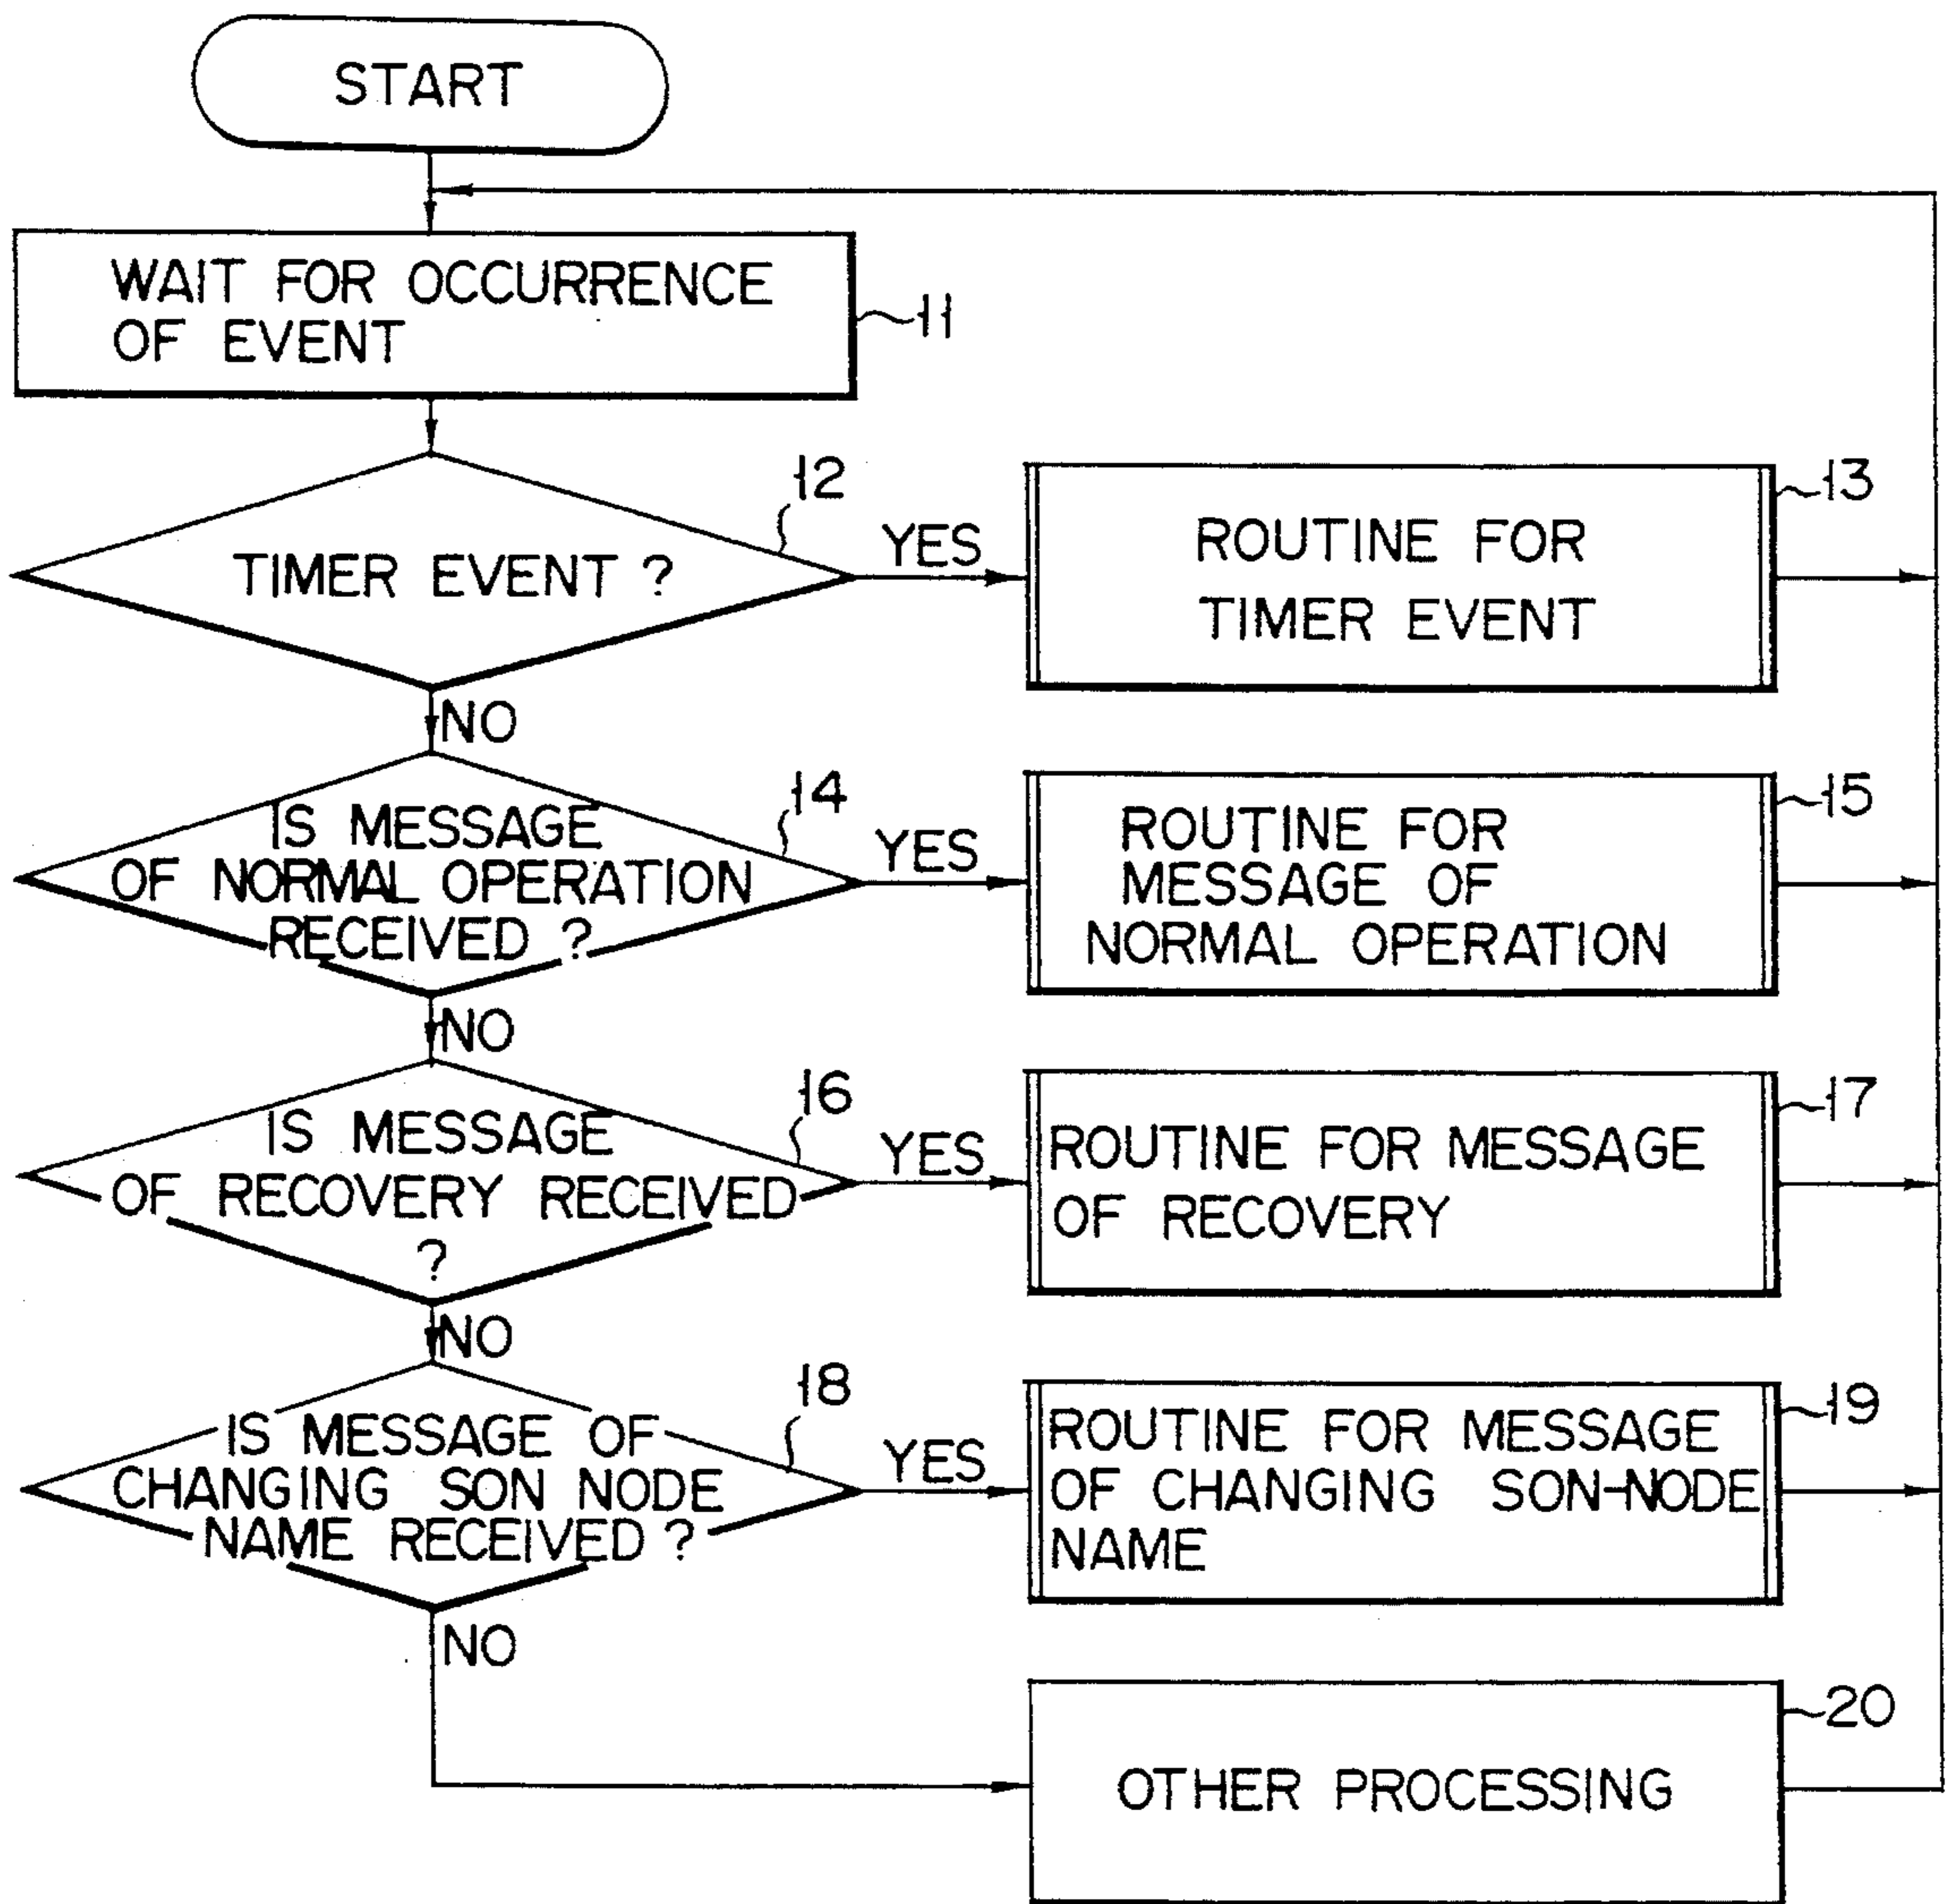 START
WAIT FOR OCCURRENCE
OF EVENT
11
12
TIMER EVENT ?
YES
13
ROUTINE FOR
TIMER EVENT
NO
14
IS MESSAGE
OF NORMAL OPERATION
RECEIVED ?
YES
15
ROUTINE FOR
MESSAGE OF
NORMAL OPERATION
NO
16
IS MESSAGE
OF RECOVERY RECEIVED
?
YES
17
ROUTINE FOR MESSAGE
OF RECOVERY
NO
18
IS MESSAGE OF
CHANGING SON NODE
NAME RECEIVED ?
YES
19
ROUTINE FOR MESSAGE
OF CHANGING SON-NODE
NAME
NO
20
OTHER PROCESSING